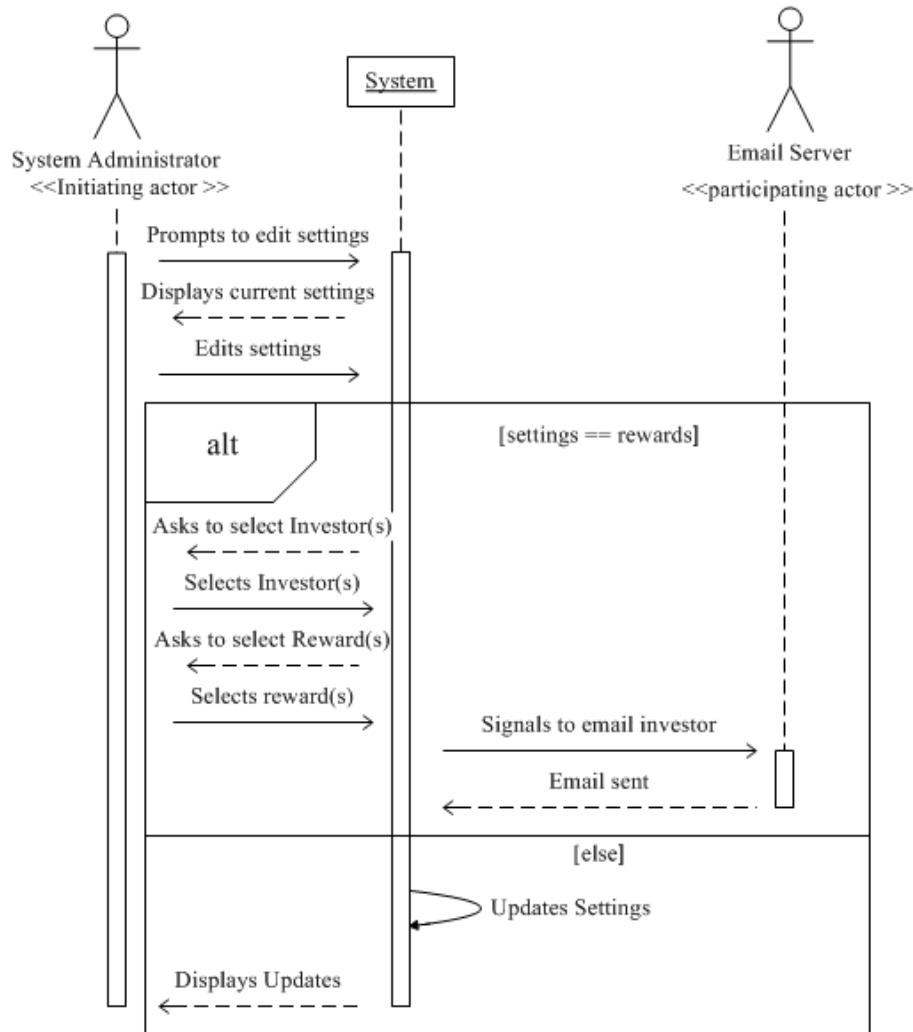 System
System Administrator
<<Initiating actor >>
Email Server
<<participating actor >>
Prompts to edit settings
Displays current settings
Edits settings
alt
[settings == rewards]
Asks to select Investor(s)
Selects Investor(s)
Asks to select Reward(s)
Selects reward(s)
Signals to email investor
Email sent
[else]
Updates Settings
Displays Updates